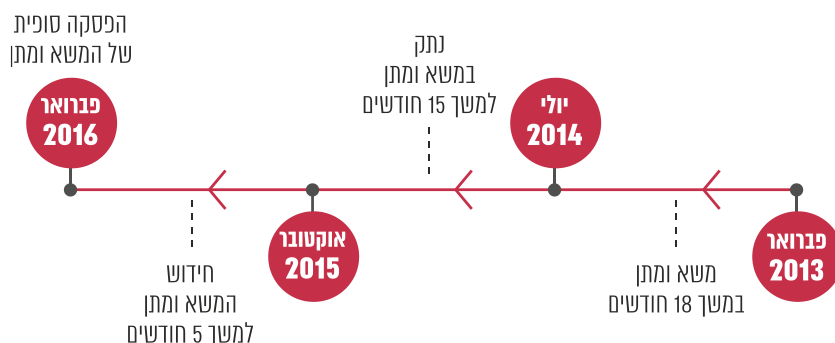 פברואר
2013
משא ומתן
במשך 18 חודשים
יולי
2014
נתק
במשא ומתן
למשך 15 חודשים
אוקטובר
2015
חידוש
המשא ומתן
למשך 5 חודשים
פברואר
2016
הפסקה סופית
של המשא ומתן